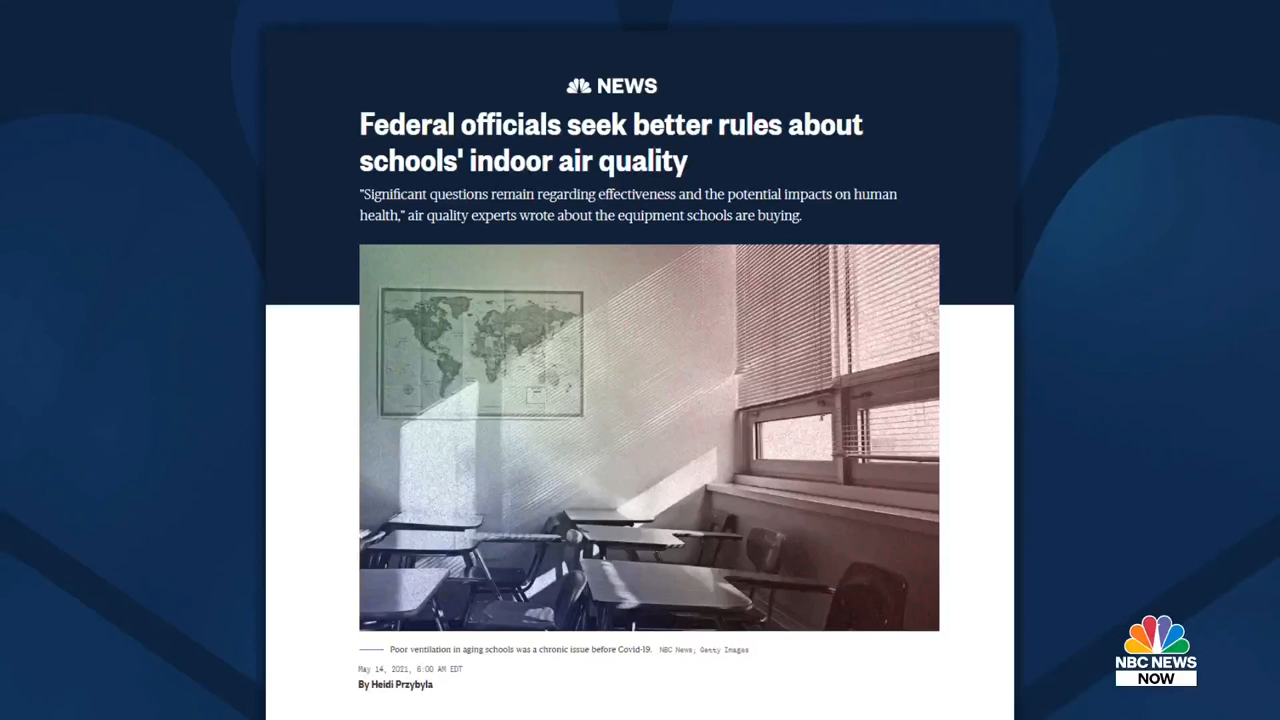 NEWS
Federal officials seek better rules about
schools' indoor air quality
"Significant questions remain regarding effectiveness and the potential impacts on human
health," air quality experts wrote about the equipment schools are buying.
Poor ventilation in aging schools was a chronic issue before Covid-19. NBC News; Getty Images
May 14, 2021, 6:00 AM EDT
By Heidi Przybyla
NBC NEWS
NOW